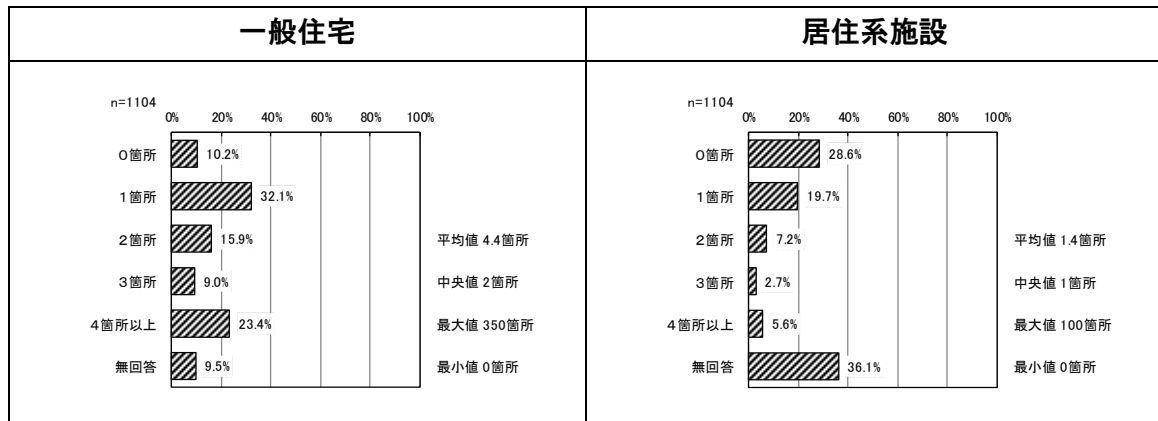 一般住宅
居住系施設
n=1104
0% 20% 40% 60% 80% 100%
0箇所 10.2%
1箇所 32.1%
2箇所 15.9%
3箇所 9.0%
4箇所以上 23.4%
無回答 9.5%
平均値 4.4箇所
中央値 2箇所
最大値 350箇所
最小値 0箇所
n=1104
0% 20% 40% 60% 80% 100%
0箇所 28.6%
1箇所 19.7%
2箇所 7.2%
3箇所 2.7%
4箇所以上 5.6%
無回答 36.1%
平均値 1.4箇所
中央値 1箇所
最大値 100箇所
最小値 0箇所